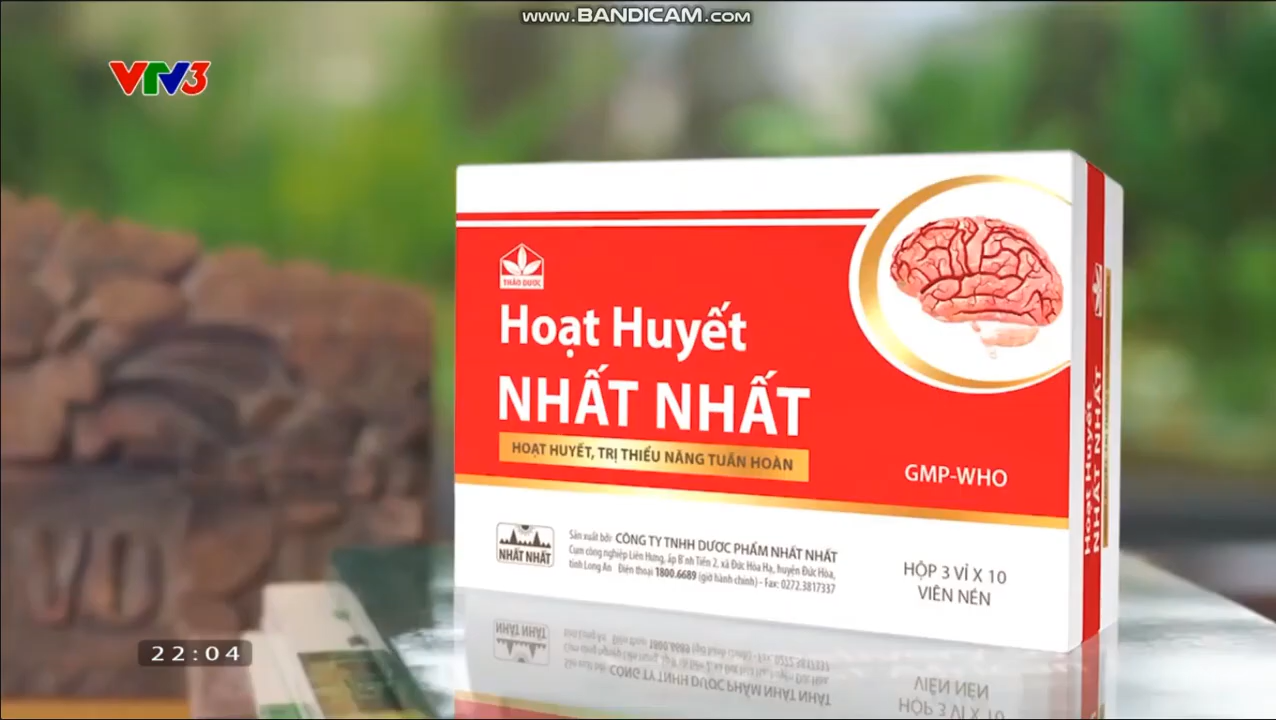 www.BANDICAM.com
VTV3
THẢO DƯỢC
Hoạt Huyết
NHẤT NHẤT
HOẠT HUYẾT, TRỊ THIỂU NĂNG TUẦN HOÀN
GMP-WHO
NHẤT NHẤT
Sản xuất bởi: CÔNG TY TNHH DƯỢC PHẨM NHẤT NHẤT
Cụm công nghiệp Liên Hưng, ấp Bình Tiền 2, xã Đức Hòa Hạ, huyện Đức Hòa,
tỉnh Long An Điện thoại 1800.6689 (giờ hành chính) - Fax: 0272.3817337
HỘP 3 VỈ X 10
VIÊN NÉN
Hoạt Huyết
NHẤT NHẤT
22:04